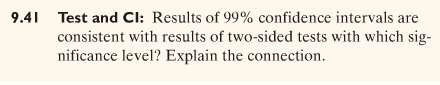 9.41 Test and CI: Results of 99% confidence intervals are
consistent with results of two-sided tests with which sig-
nificance level? Explain the connection.